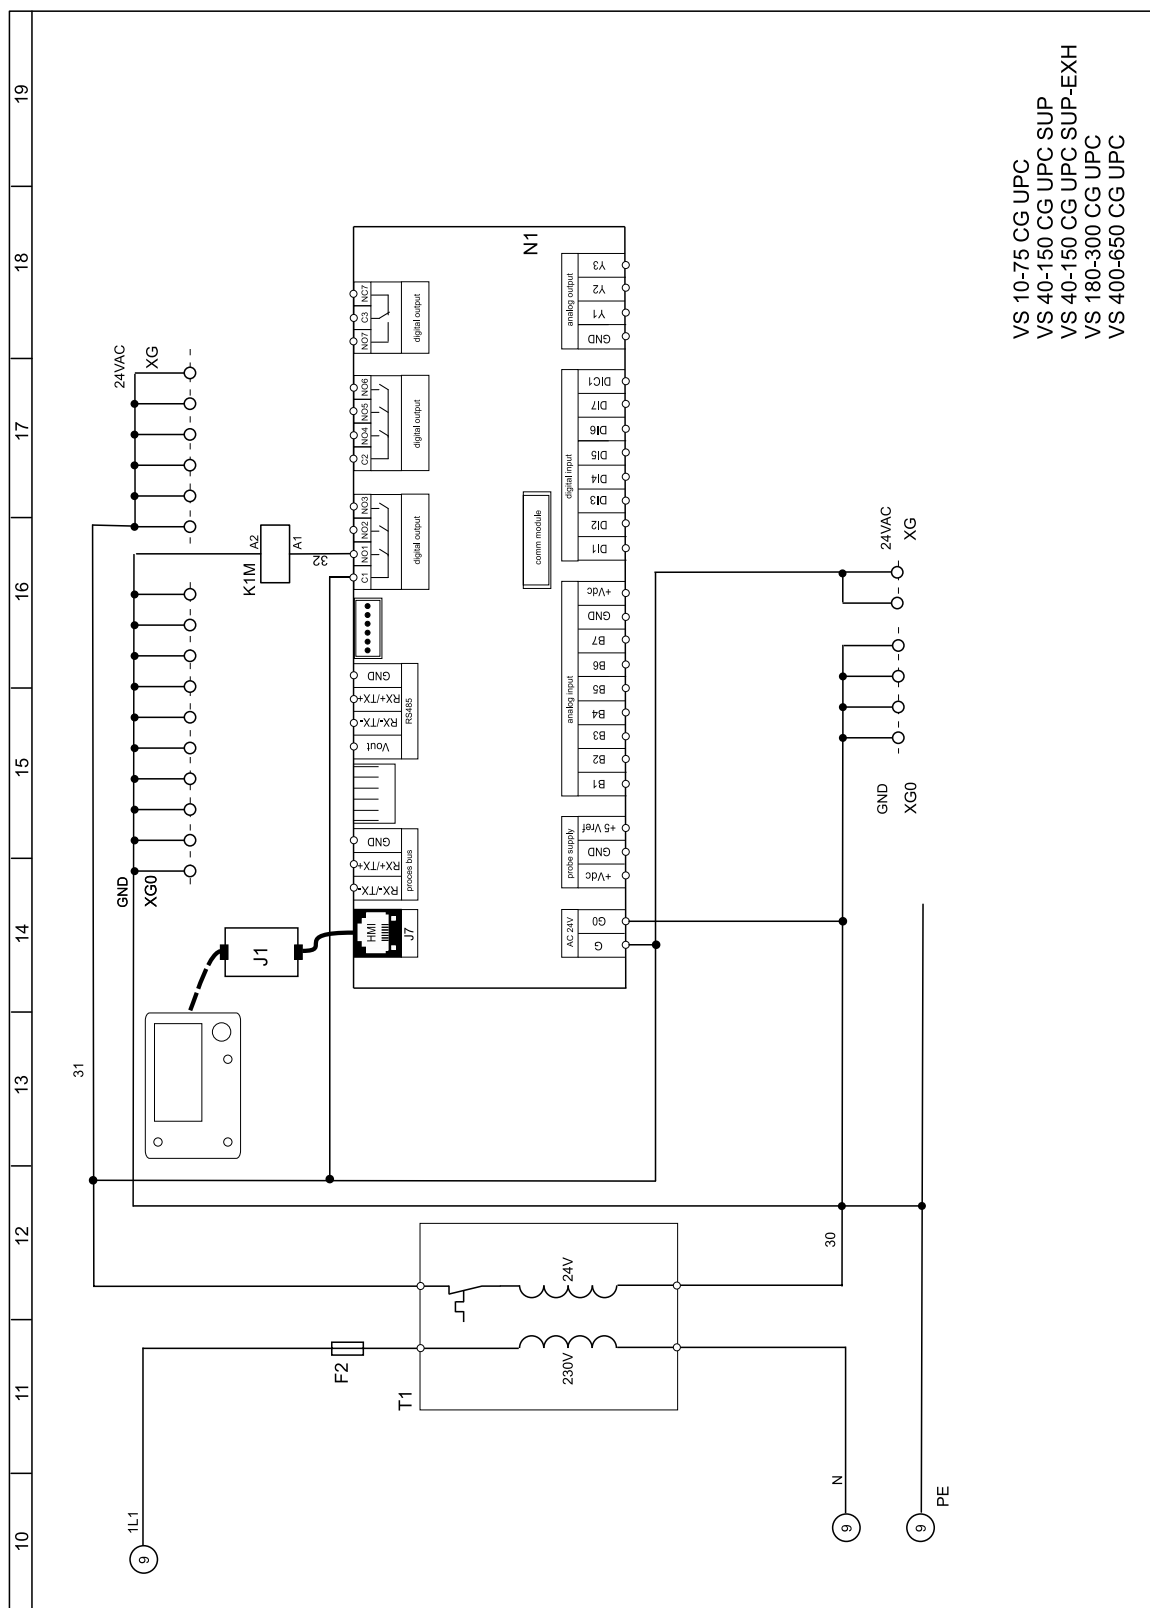 10
11
12
13
14
15
16
17
18
19
9
1L1
F2
T1
230V
24V
N
9
9
PE
30
31
J1
HMI
J7
RX-/TX-
RX+/TX+
GND
proces bus
Vout
RX-/TX-
RX+/TX+
GND
RS485
C1
NO1
NO2
NO3
digital output
C2
NO4
NO5
NO6
digital output
NO7
C3
NC7
digital output
N1
comm module
G
G0
AC 24V
+Vdc
GND
+5 Vref
probe supply
B1
B2
B3
B4
B5
B6
B7
GND
+Vdc
analog input
DI1
DI2
DI3
DI4
DI5
DI6
DI7
DIC1
digital input
GND
Y1
Y2
Y3
analog output
GND
XG0
K1M
A2
A1
32
24VAC
XG
GND
XG0
24VAC
XG
VS 10-75 CG UPC
VS 40-150 CG UPC SUP
VS 40-150 CG UPC SUP-EXH
VS 180-300 CG UPC
VS 400-650 CG UPC